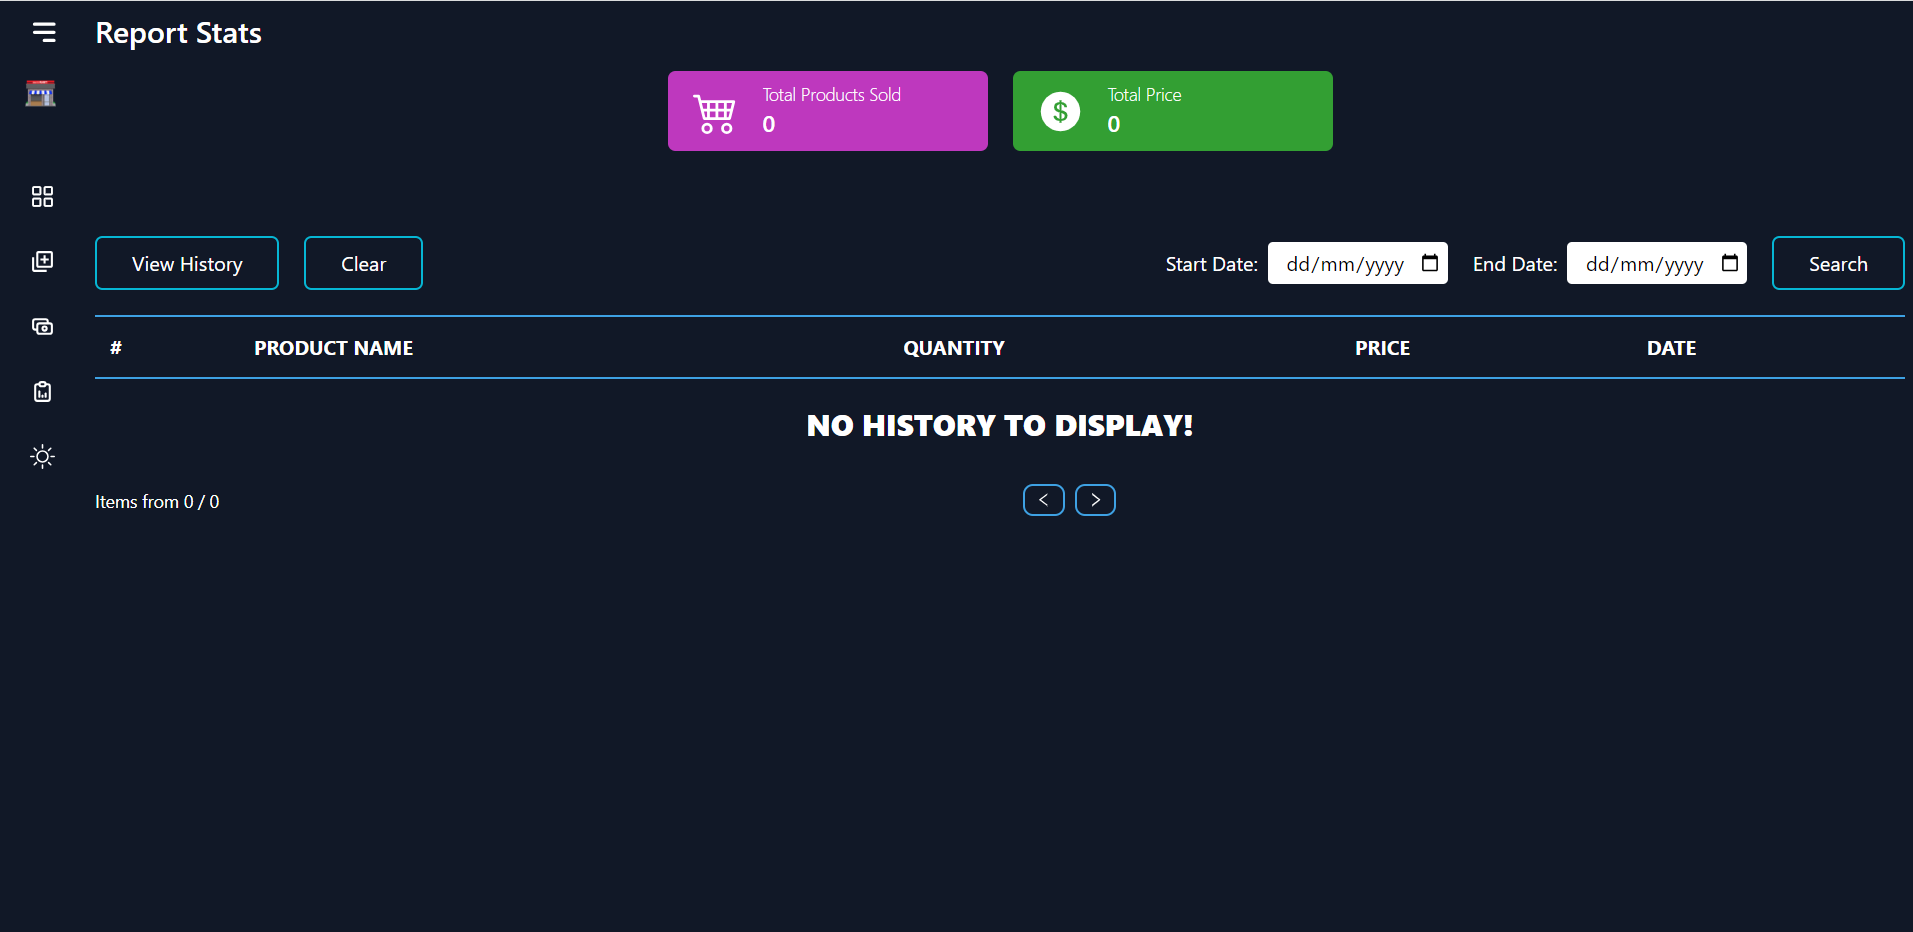 Report Stats
Total Products Sold
0
Total Price
$
0
View History
Clear
Start Date: dd/mm/yyyy
End Date: dd/mm/yyyy
Search
# PRODUCT NAME QUANTITY PRICE DATE
NO HISTORY TO DISPLAY!
Items from 0 / 0
< >